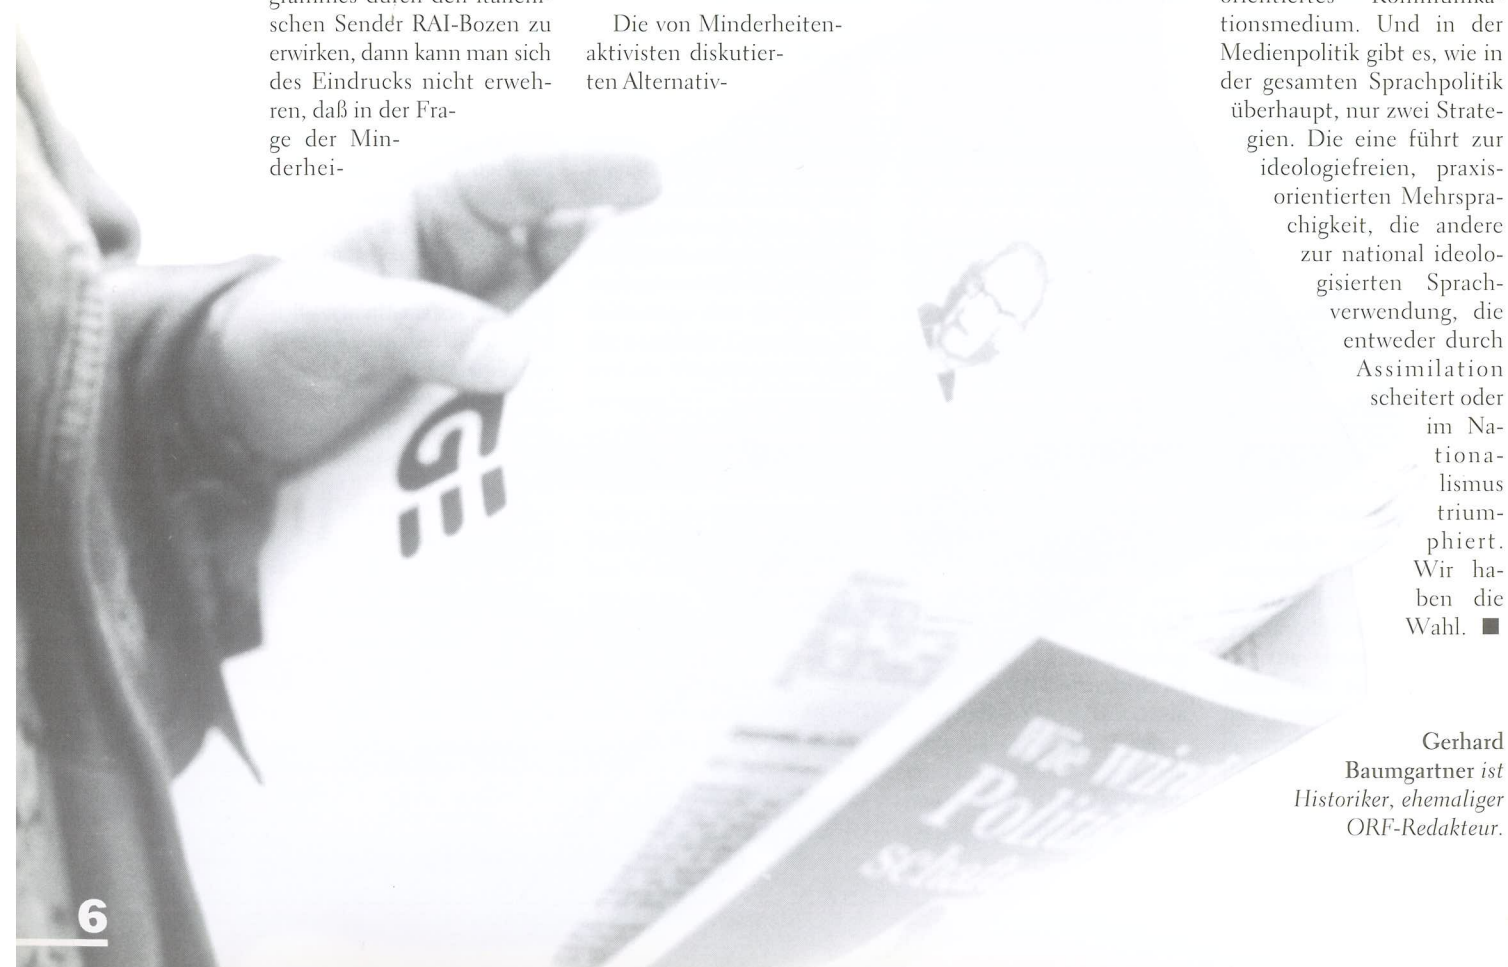 schen Sender RAI-Bozen zu
erwirken, dann kann man sich
des Eindrucks nicht erweh-
ren, daß in der Fra-
ge der Min-
derhei-
Die von Minderheiten-
aktivisten diskutier-
ten Alternativ-
tionsmedium. Und in der
Medienpolitik gibt es, wie in
der gesamten Sprachpolitik
überhaupt, nur zwei Strate-
gien. Die eine führt zur
ideologiefreien, praxis-
orientierten Mehrspra-
chigkeit, die andere
zur national ideolo-
gisierten Sprach-
verwendung, die
entweder durch
Assimilation
scheitert oder
im Na-
tiona-
lismus
trium-
phiert.
Wir ha-
ben die
Wahl. ■
Gerhard
Baumgartner ist
Historiker, ehemaliger
ORF-Redakteur.
Wie
6